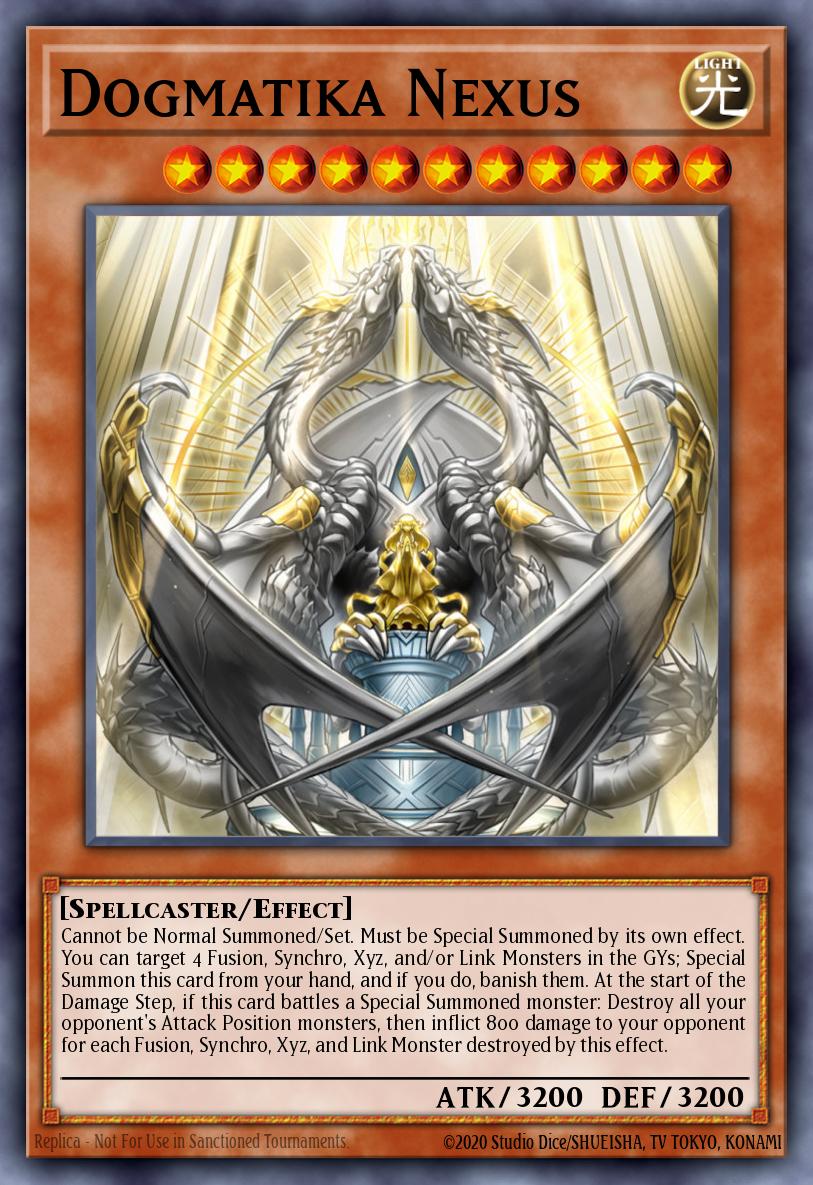 Dogmatika Nexus
LIGHT
光
[Spellcaster/Effect]
Cannot be Normal Summoned/Set. Must be Special Summoned by its own effect.
You can target 4 Fusion, Synchro, Xyz, and/or Link Monsters in the GYs; Special
Summon this card from your hand, and if you do, banish them. At the start of the
Damage Step, if this card battles a Special Summoned monster: Destroy all your
opponent's Attack Position monsters, then inflict 800 damage to your opponent
for each Fusion, Synchro, Xyz, and Link Monster destroyed by this effect.
ATK/3200 DEF/3200
Replica - Not For Use in Sanctioned Tournaments.
©2020 Studio Dice/SHUEISHA, TV TOKYO, KONAMI